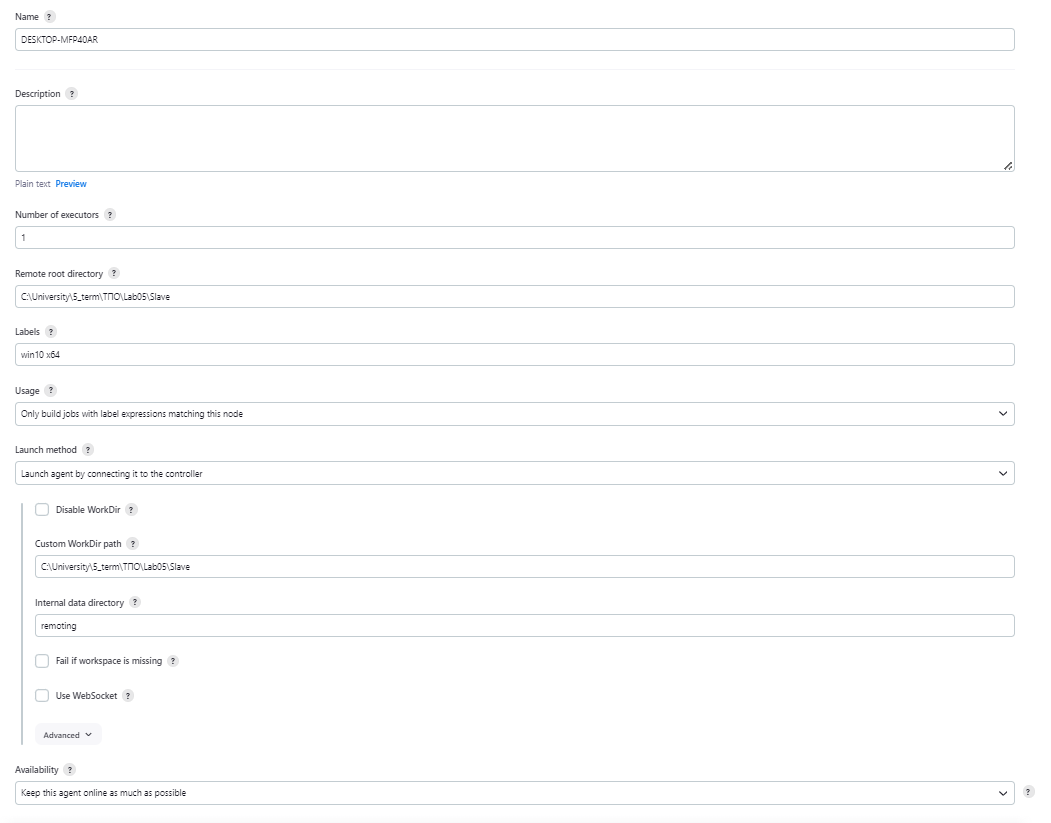 Name ?
DESKTOP-MFP40AR
Description ?
Plain text Preview
Number of executors ?
1
Remote root directory ?
C:\University\5_term\ТПО\Lab05\Slave
Labels ?
win10 x64
Usage ?
Only build jobs with label expressions matching this node
Launch method ?
Launch agent by connecting it to the controller
Disable WorkDir ?
Custom WorkDir path ?
C:\University\5_term\ТПО\Lab05\Slave
Internal data directory ?
remoting
Fail if workspace is missing ?
Use WebSocket ?
Advanced
Availability ?
Keep this agent online as much as possible ?